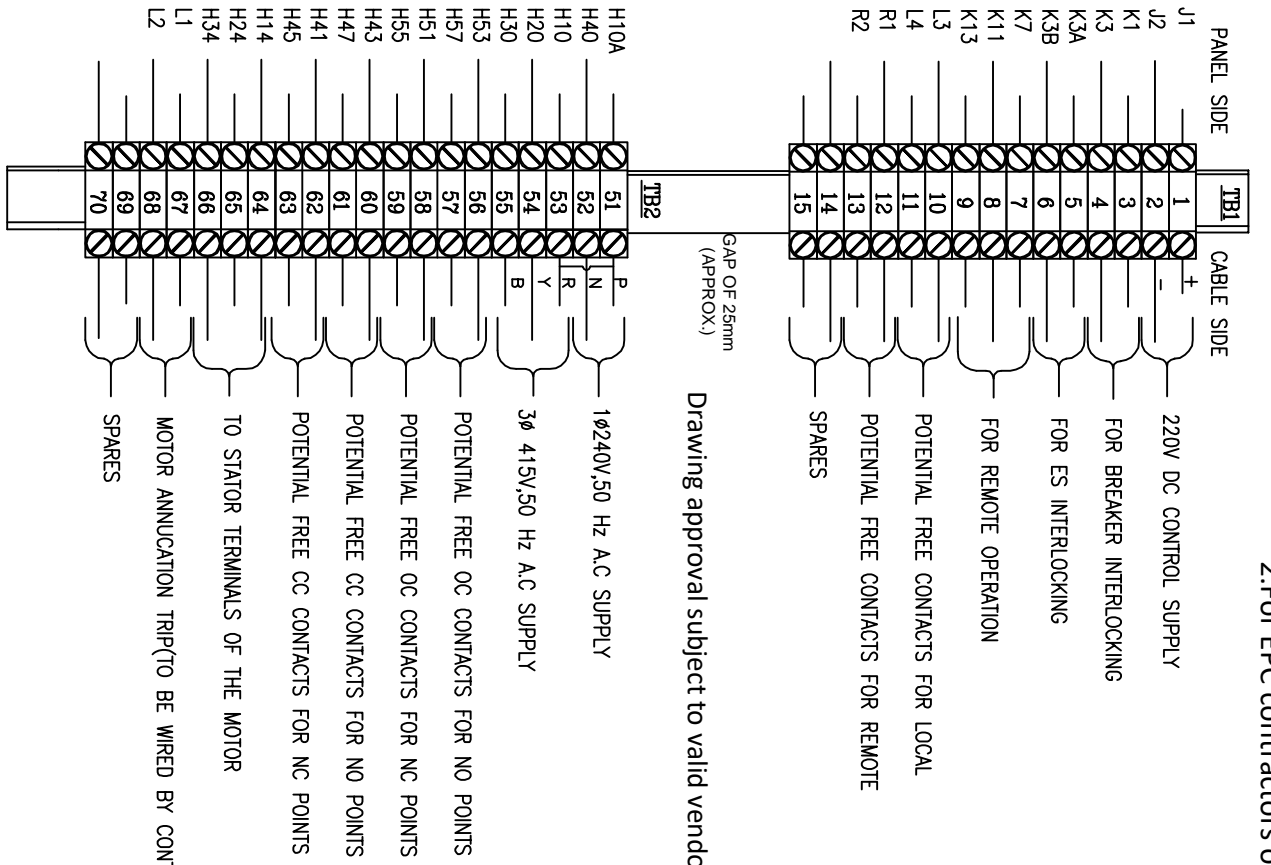 2.For EPC contractors
PANEL SIDE TB1 CABLE SIDE
J1 1 +
220V DC CONTROL SUPPLY
J2 2 -
K1 3
FOR BREAKER INTERLOCKING
K3 4
K3A 5
FOR ES INTERLOCKING
K3B 6
K7 7
K11 8 FOR REMOTE OPERATION
K13 9
L3 10
POTENTIAL FREE CONTACTS FOR LOCAL
L4 11
R1 12
POTENTIAL FREE CONTACTS FOR REMOTE
R2 13
14
SPARES
15
GAP OF 25mm
(APPROX.)
Drawing approval subject to valid
TB2
H10A 51 P
1ø240V,50 Hz A.C SUPPLY
H40 52 N
H10 53 R
H20 54 Y 3ø 415V,50 Hz A.C SUPPLY
H30 55 B
H53 56
POTENTIAL FREE OC CONTACTS FOR NO POINTS
H57 57
H51 58
POTENTIAL FREE OC CONTACTS FOR NC POINTS
H55 59
H43 60
POTENTIAL FREE CC CONTACTS FOR NO POINTS
H47 61
H41 62
POTENTIAL FREE CC CONTACTS FOR NC POINTS
H45 63
H14 64
H24 65 TO STATOR TERMINALS OF THE MOTOR
H34 66
L1 67
MOTOR ANNUCATION TRIP(TO BE WIRED BY
L2 68
69
SPARES
70